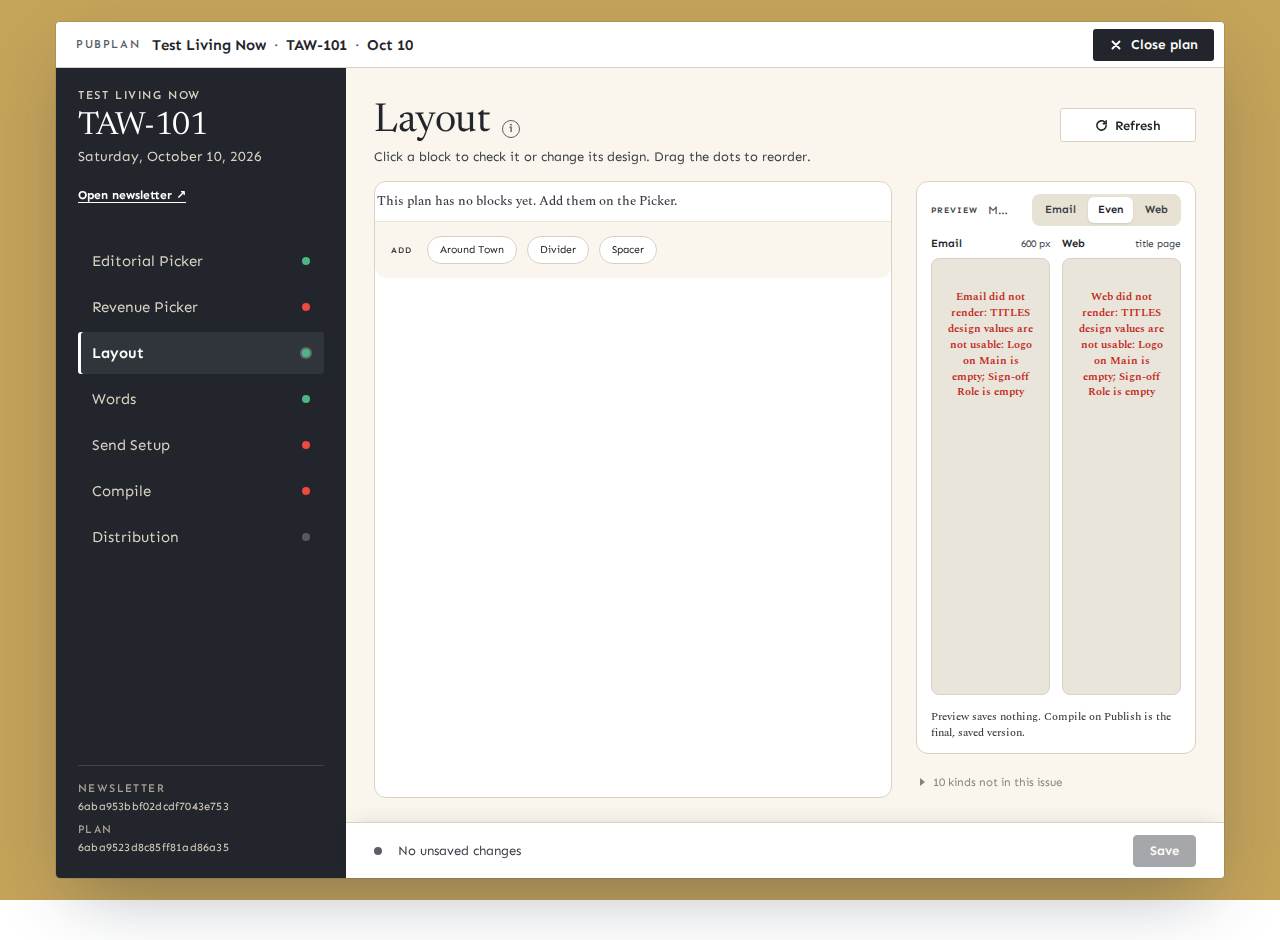 PUBPLAN Test Living Now · TAW-101 · Oct 10
Close plan
TEST LIVING NOW
TAW-101
Saturday, October 10, 2026
Open newsletter ↗
Editorial Picker
Revenue Picker
Layout
Words
Send Setup
Compile
Distribution
NEWSLETTER
6aba953bbf02dcdf7043e753
PLAN
6aba9523d8c85ff81ad86a35
Layout
Refresh
Click a block to check it or change its design. Drag the dots to reorder.
This plan has no blocks yet. Add them on the Picker.
ADD Around Town Divider Spacer
PREVIEW M... Email Even Web
Email 600 px
Email did not
render: TITLES
design values are
not usable: Logo
on Main is
empty; Sign-off
Role is empty
Web title page
Web did not
render: TITLES
design values are
not usable: Logo
on Main is
empty; Sign-off
Role is empty
Preview saves nothing. Compile on Publish is the
final, saved version.
10 kinds not in this issue
No unsaved changes
Save